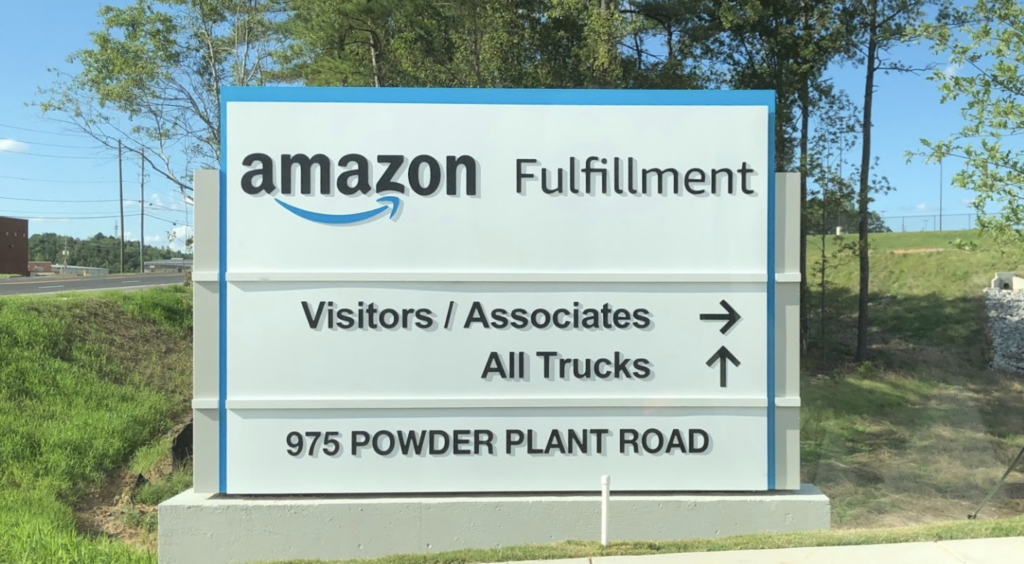 amazon Fulfillment
Visitors / Associates →
All Trucks ↑
975 POWDER PLANT ROAD